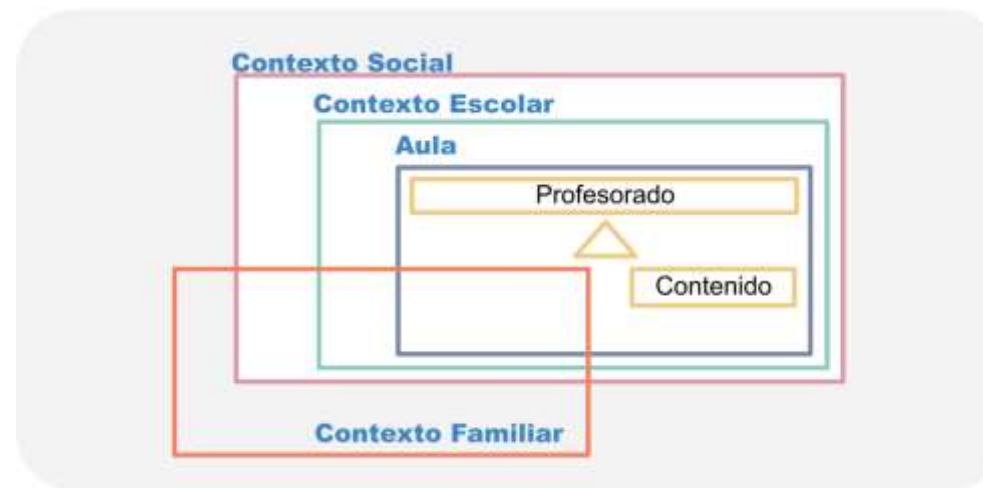 Contexto Social
Contexto Escolar
Aula
Profesorado
Contenido
Contexto Familiar